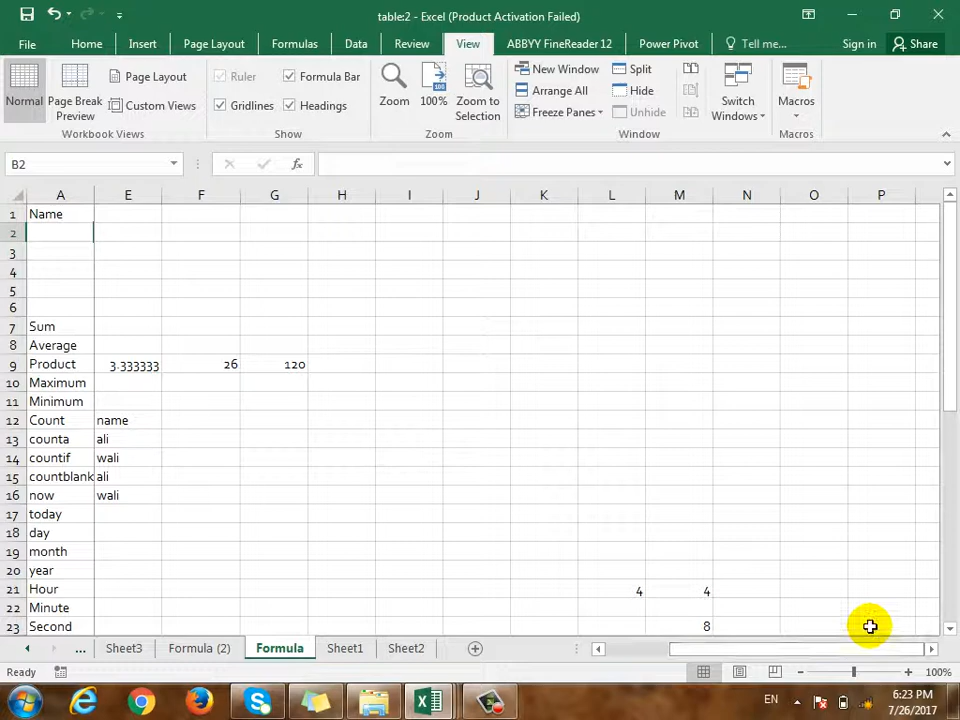 table:2 - Excel (Product Activation Failed)
File Home Insert Page Layout Formulas Data Review View ABBYY FineReader 12 Power Pivot Tell me... Sign in Share
Normal
Page Break
Preview
Page Layout
Custom Views
Workbook Views
Ruler
Formula Bar
Gridlines
Headings
Show
Zoom
100
100%
Zoom to
Selection
Zoom
New Window
Arrange All
Freeze Panes
Split
Hide
Unhide
Switch
Windows
Window
Macros
Macros
B2
fx
A E F G H I J K L M N O P
1 Name
2
3
4
5
6
7 Sum
8 Average
9 Product 3.333333 26 120
10 Maximum
11 Minimum
12 Count name
13 counta ali
14 countif wali
15 countblank ali
16 now wali
17 today
18 day
19 month
20 year
21 Hour 4 4
22 Minute
23 Second 8
... Sheet3 Formula (2) Formula Sheet1 Sheet2
Ready
100%
EN
6:23 PM
7/26/2017